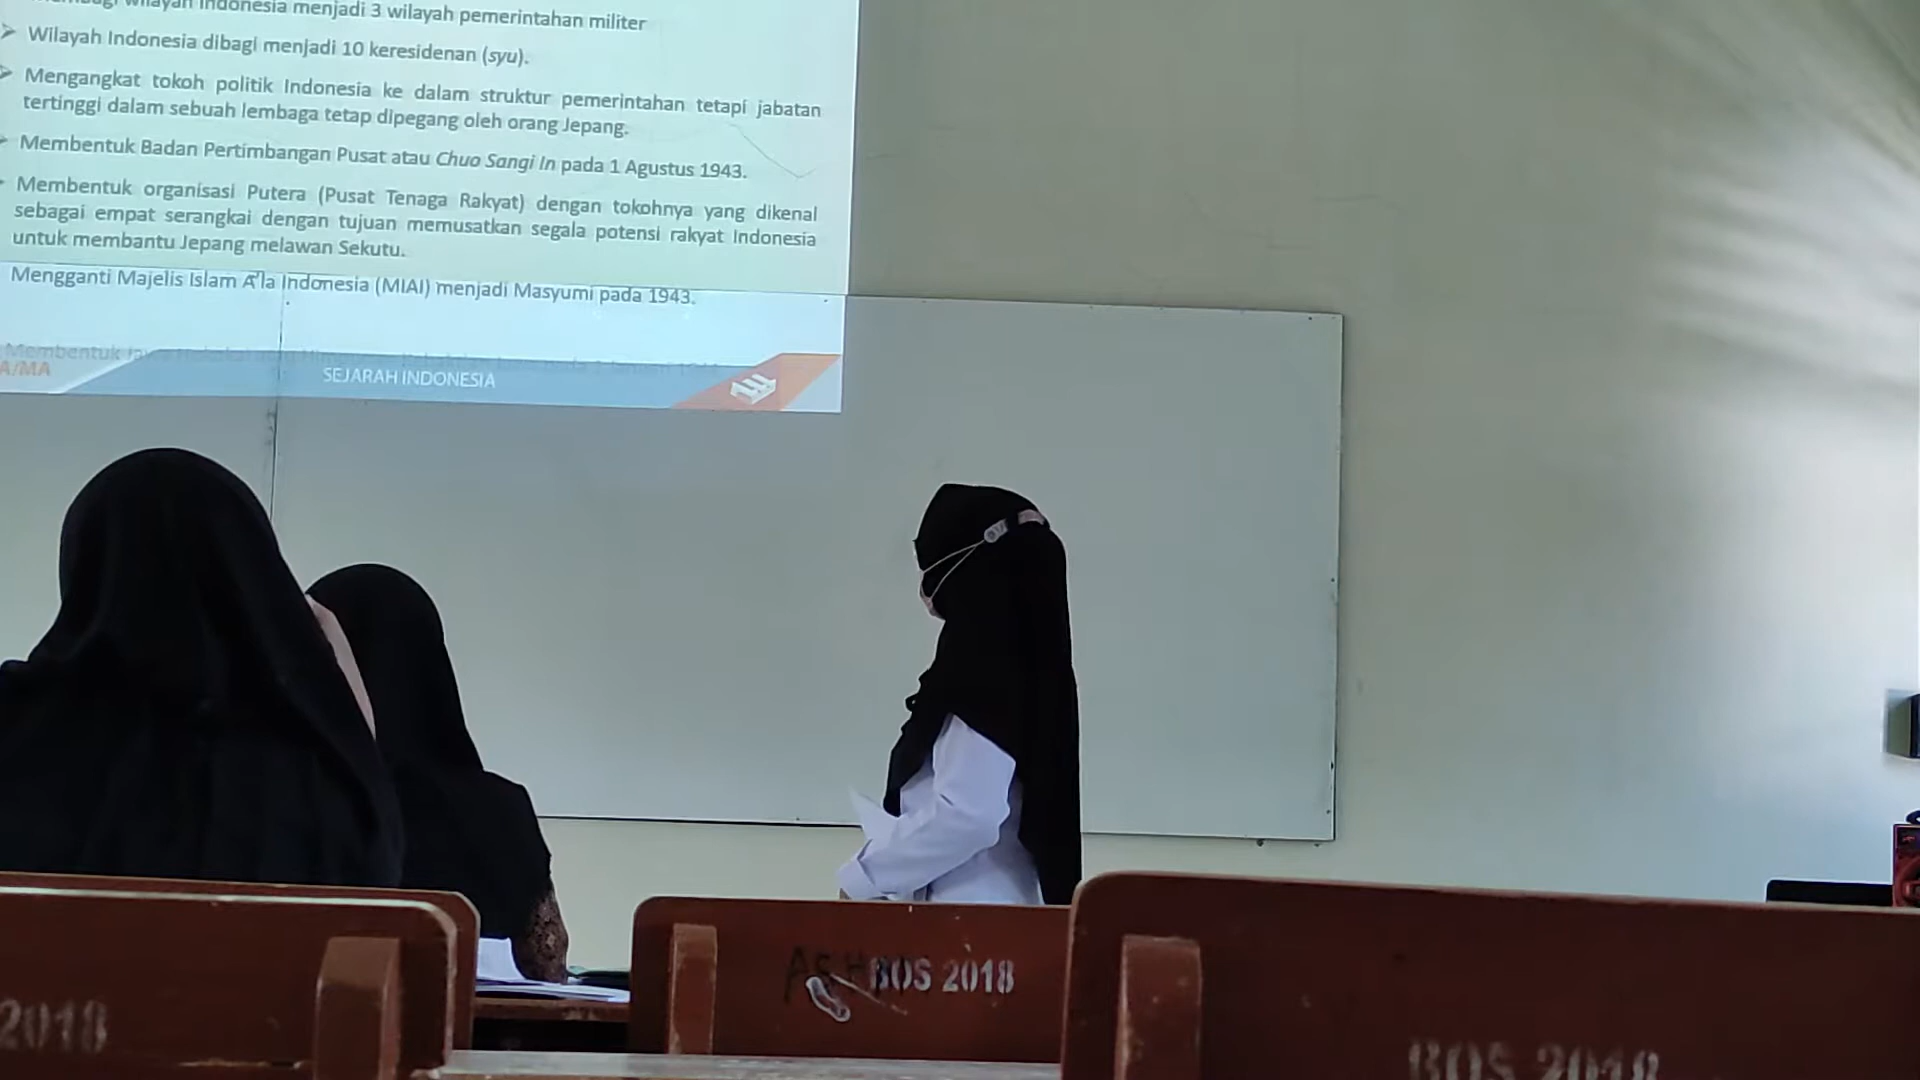 wilayah Indonesia menjadi 3 wilayah pemerintahan militer
Wilayah Indonesia dibagi menjadi 10 keresidenan (syu).
Mengangkat tokoh politik Indonesia ke dalam struktur pemerintahan tetapi jabatan
tertinggi dalam sebuah lembaga tetap dipegang oleh orang Jepang.
Membentuk Badan Pertimbangan Pusat atau Chuo Sangi In pada 1 Agustus 1943.
Membentuk organisasi Putera (Pusat Tenaga Rakyat) dengan tokohnya yang dikenal
sebagai empat serangkai dengan tujuan memusatkan segala potensi rakyat Indonesia
untuk membantu Jepang melawan Sekutu.
Mengganti Majelis Islam A'la Indonesia (MIAI) menjadi Masyumi pada 1943.
Membentuk
A/MA
SEJARAH INDONESIA
BOS 2018
2018
BOS 2018